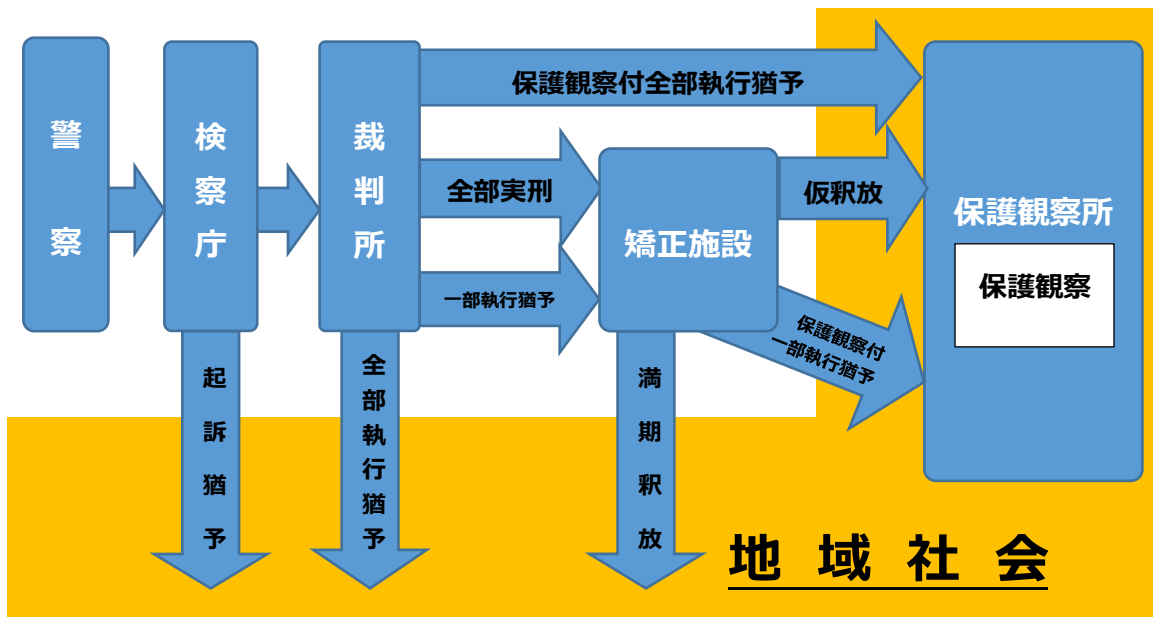 警察
検察庁
裁判所
保護観察付全部執行猶予
全部実刑
一部執行猶予
矯正施設
仮釈放
保護観察付
一部執行猶予
保護観察所
保護観察
起訴猶予
全部執行猶予
満期釈放
地域社会